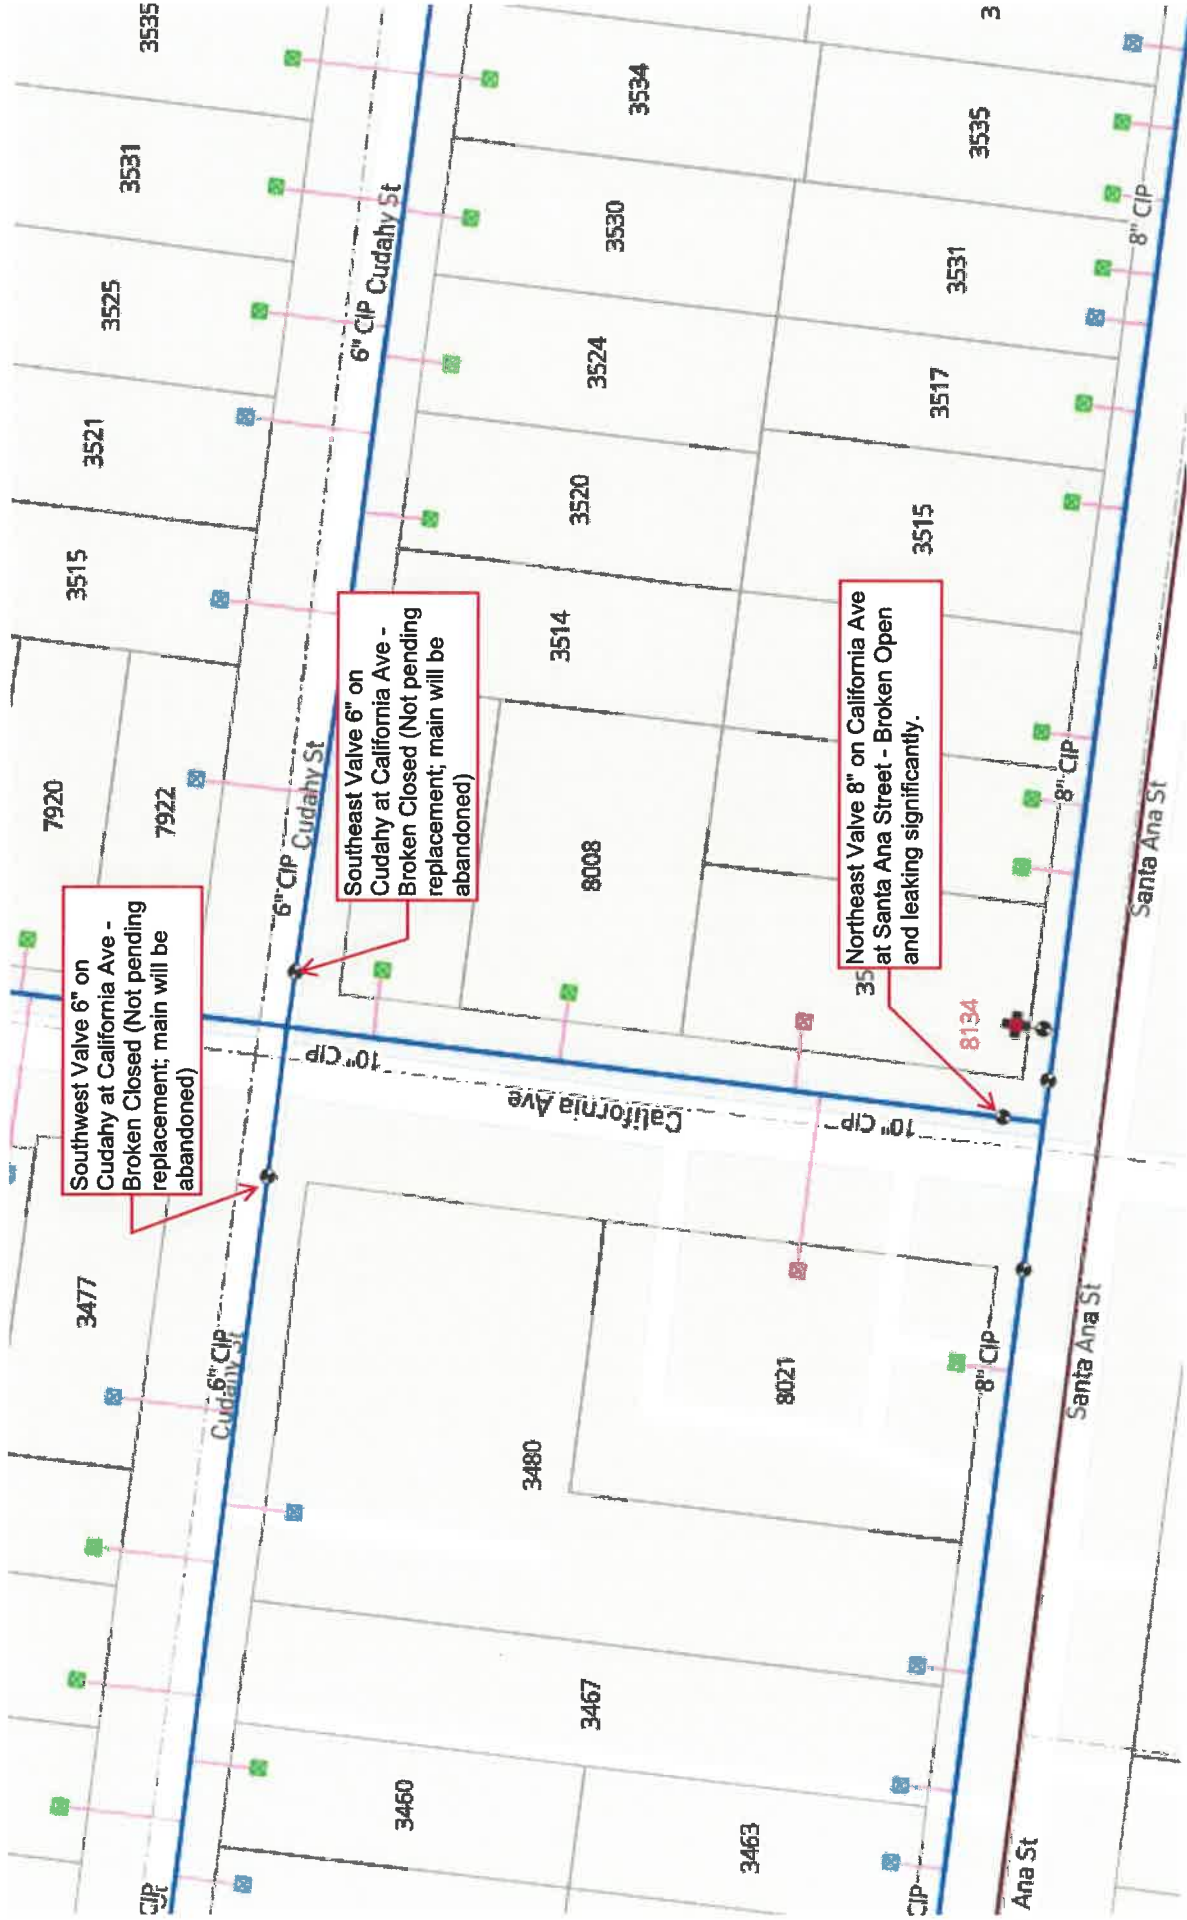 Southwest Valve 6" on
Cudahy at California Ave -
Broken Closed (Not pending
replacement; main will be
abandoned)
Southeast Valve 6" on
Cudahy at California Ave -
Broken Closed (Not pending
replacement; main will be
abandoned)
Northeast Valve 8" on California Ave
at Santa Ana Street - Broken Open
and leaking significantly.
3477
7920
7922
3515
3521
3525
3531
3535
CIP
St
6" CIP
Cudahy St
6" CIP
Cudahy St
6" CIP
Cudahy St
10" CIP
California Ave
10" CIP
3460
3467
3480
8008
3514
3520
3524
3530
3534
3463
8021
35
8134
3515
3517
3531
3535
3
CIP
8" CIP
8" CIP
8" CIP
Ana St
Santa Ana St
Santa Ana St